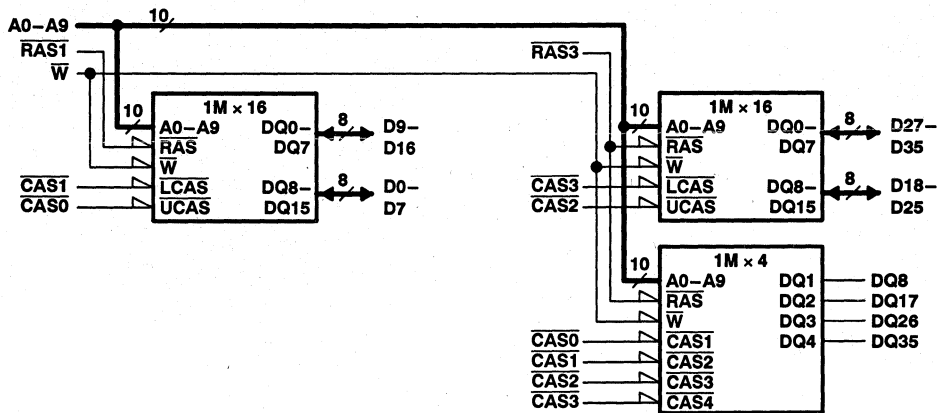 A0–A9
10
RAS1
W
RAS3
10
1M × 16
A0–A9
RAS
W
LCAS
UCAS
DQ0–
DQ7
DQ8–
DQ15
8
D9–
D16
8
D0–
D7
CAS1
CAS0
10
1M × 16
A0–A9
RAS
W
LCAS
UCAS
DQ0–
DQ7
DQ8–
DQ15
8
D27–
D35
8
D18–
D25
CAS3
CAS2
10
1M × 4
A0–A9
RAS
W
CAS1
CAS2
CAS3
CAS4
DQ1
DQ2
DQ3
DQ4
DQ8
DQ17
DQ26
DQ35
CAS0
CAS1
CAS2
CAS3